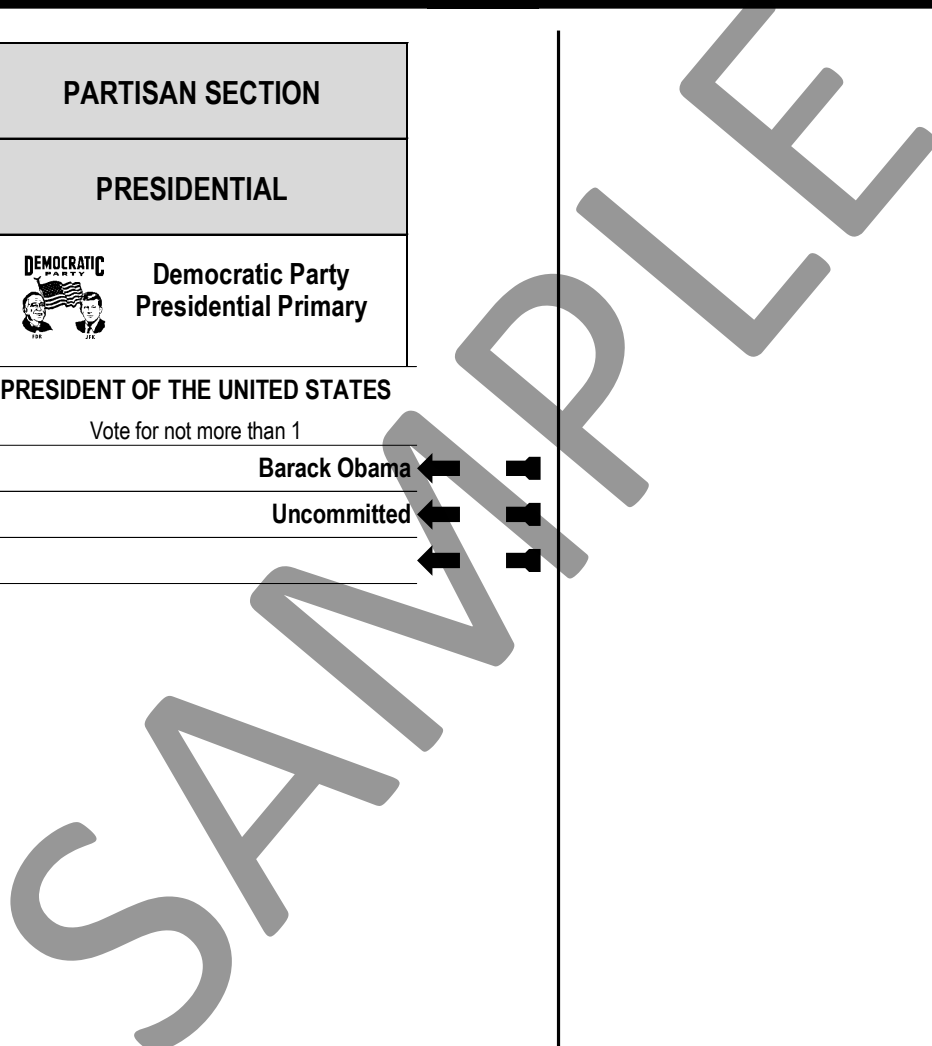 PARTISAN SECTION
PRESIDENTIAL
DEMOCRATIC
PARTY
FDR JFK
Democratic Party
Presidential Primary
PRESIDENT OF THE UNITED STATES
Vote for not more than 1
Barack Obama
Uncommitted
SAMPLE